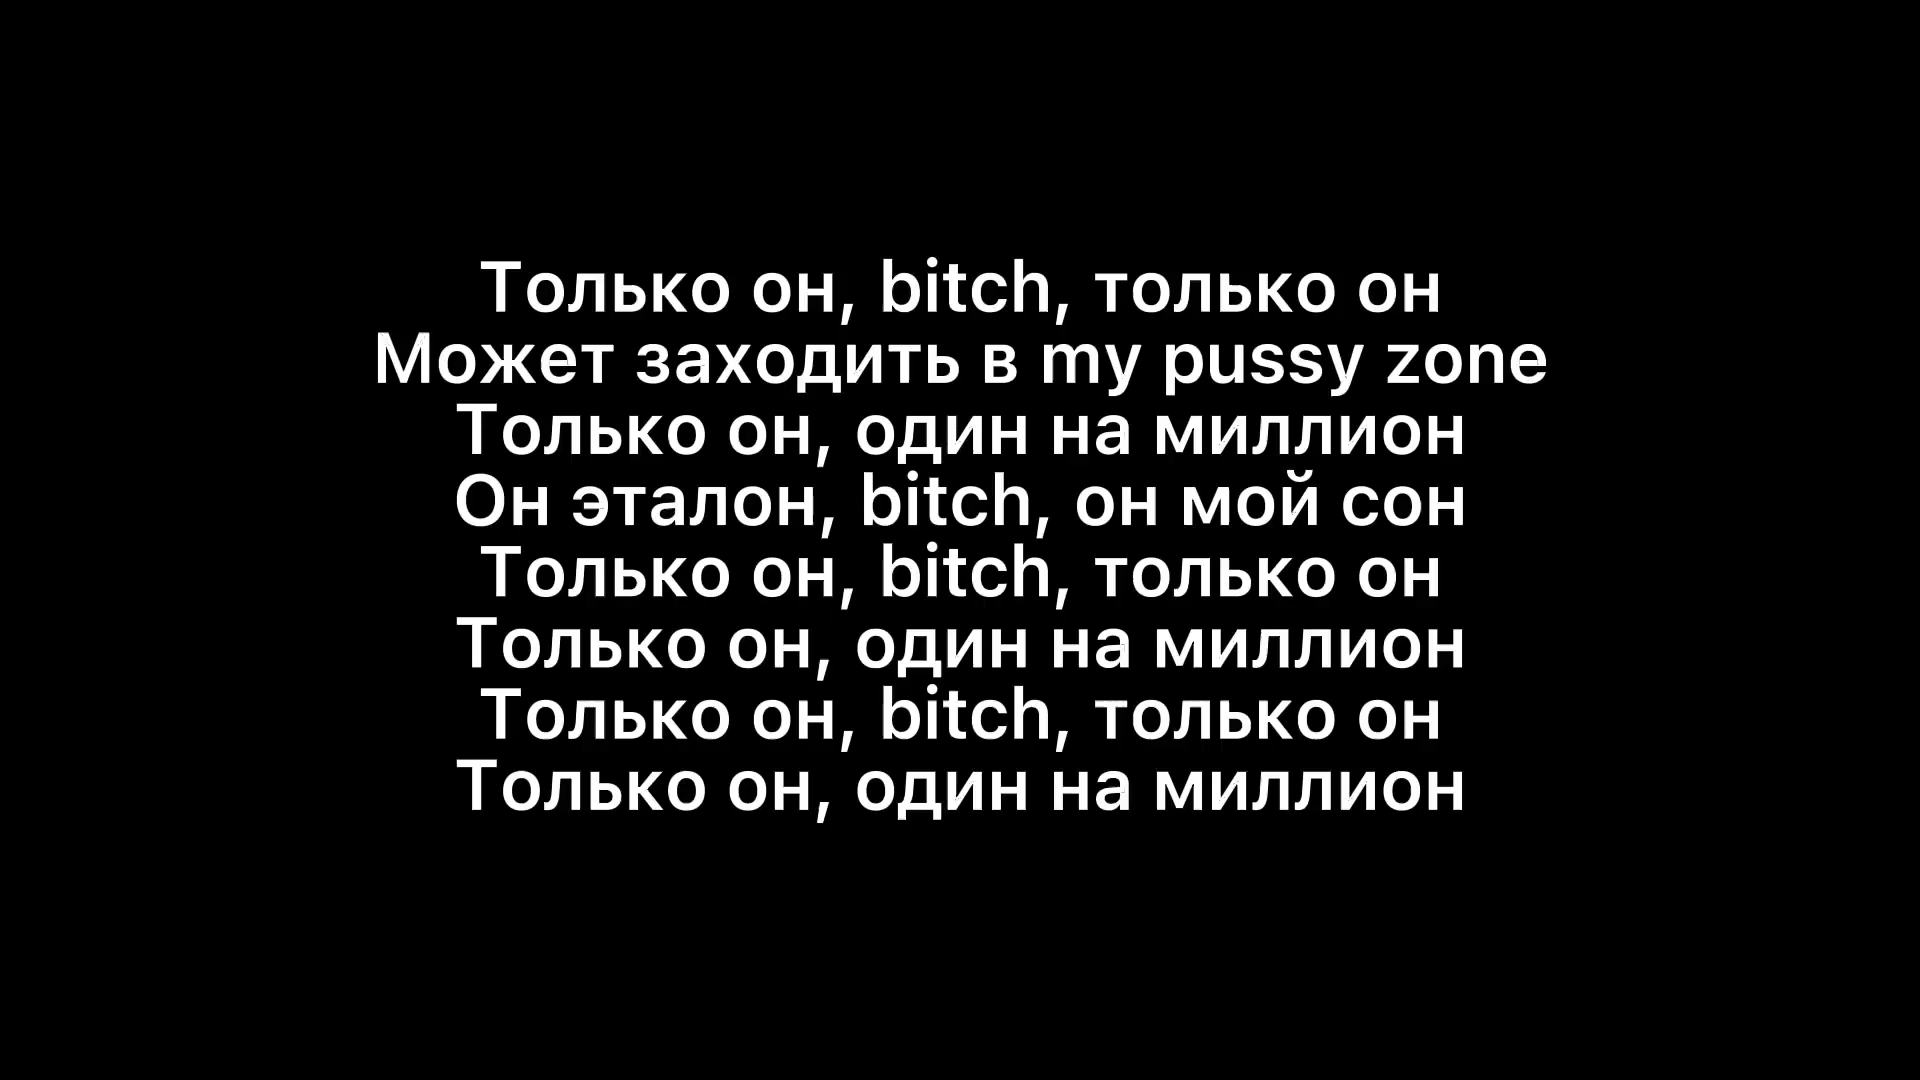 Только он, bitch, только он
Может заходить в my pussy zone
Только он, один на миллион
Он эталон, bitch, он мой сон
Только он, bitch, только он
Только он, один на миллион
Только он, bitch, только он
Только он, один на миллион